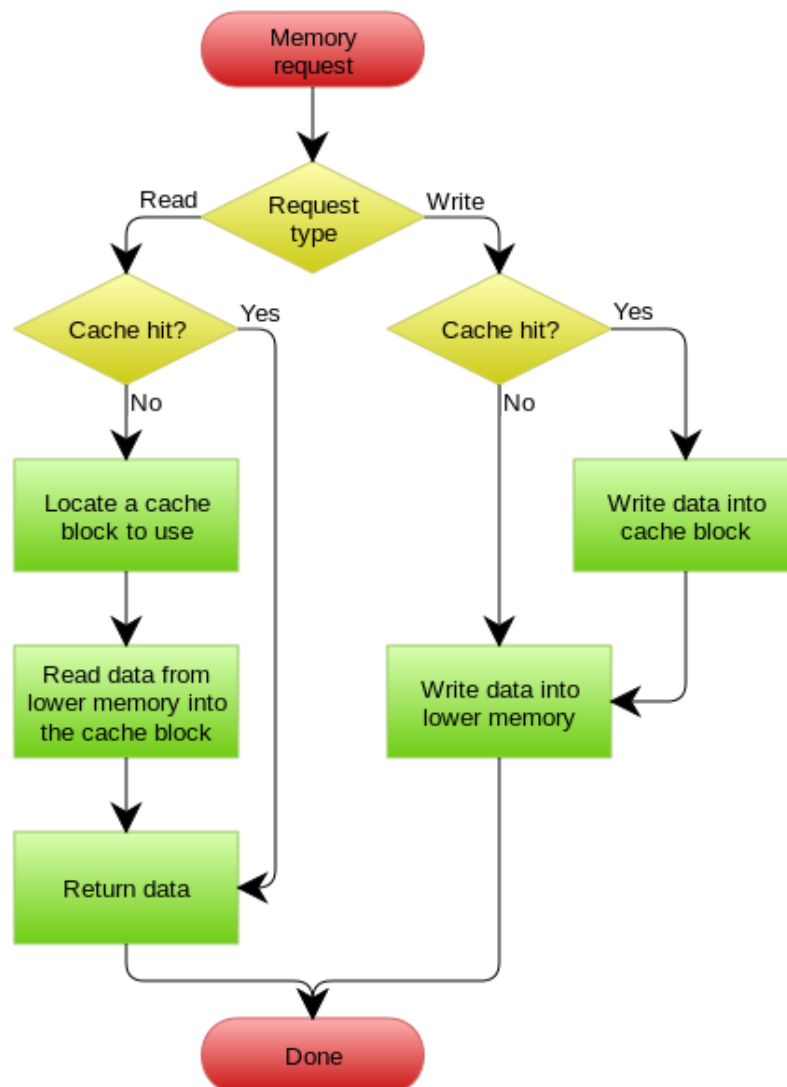 Memory
request
Read
Request
type
Write
Cache hit?
Yes
Cache hit?
Yes
No
No
Locate a cache
block to use
Write data into
cache block
Read data from
lower memory into
the cache block
Write data into
lower memory
Return data
Done